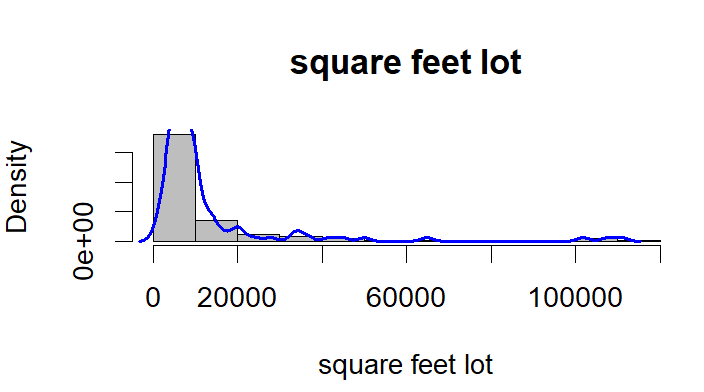 square feet lot
Density
0e+00
0 20000 60000 100000
square feet lot